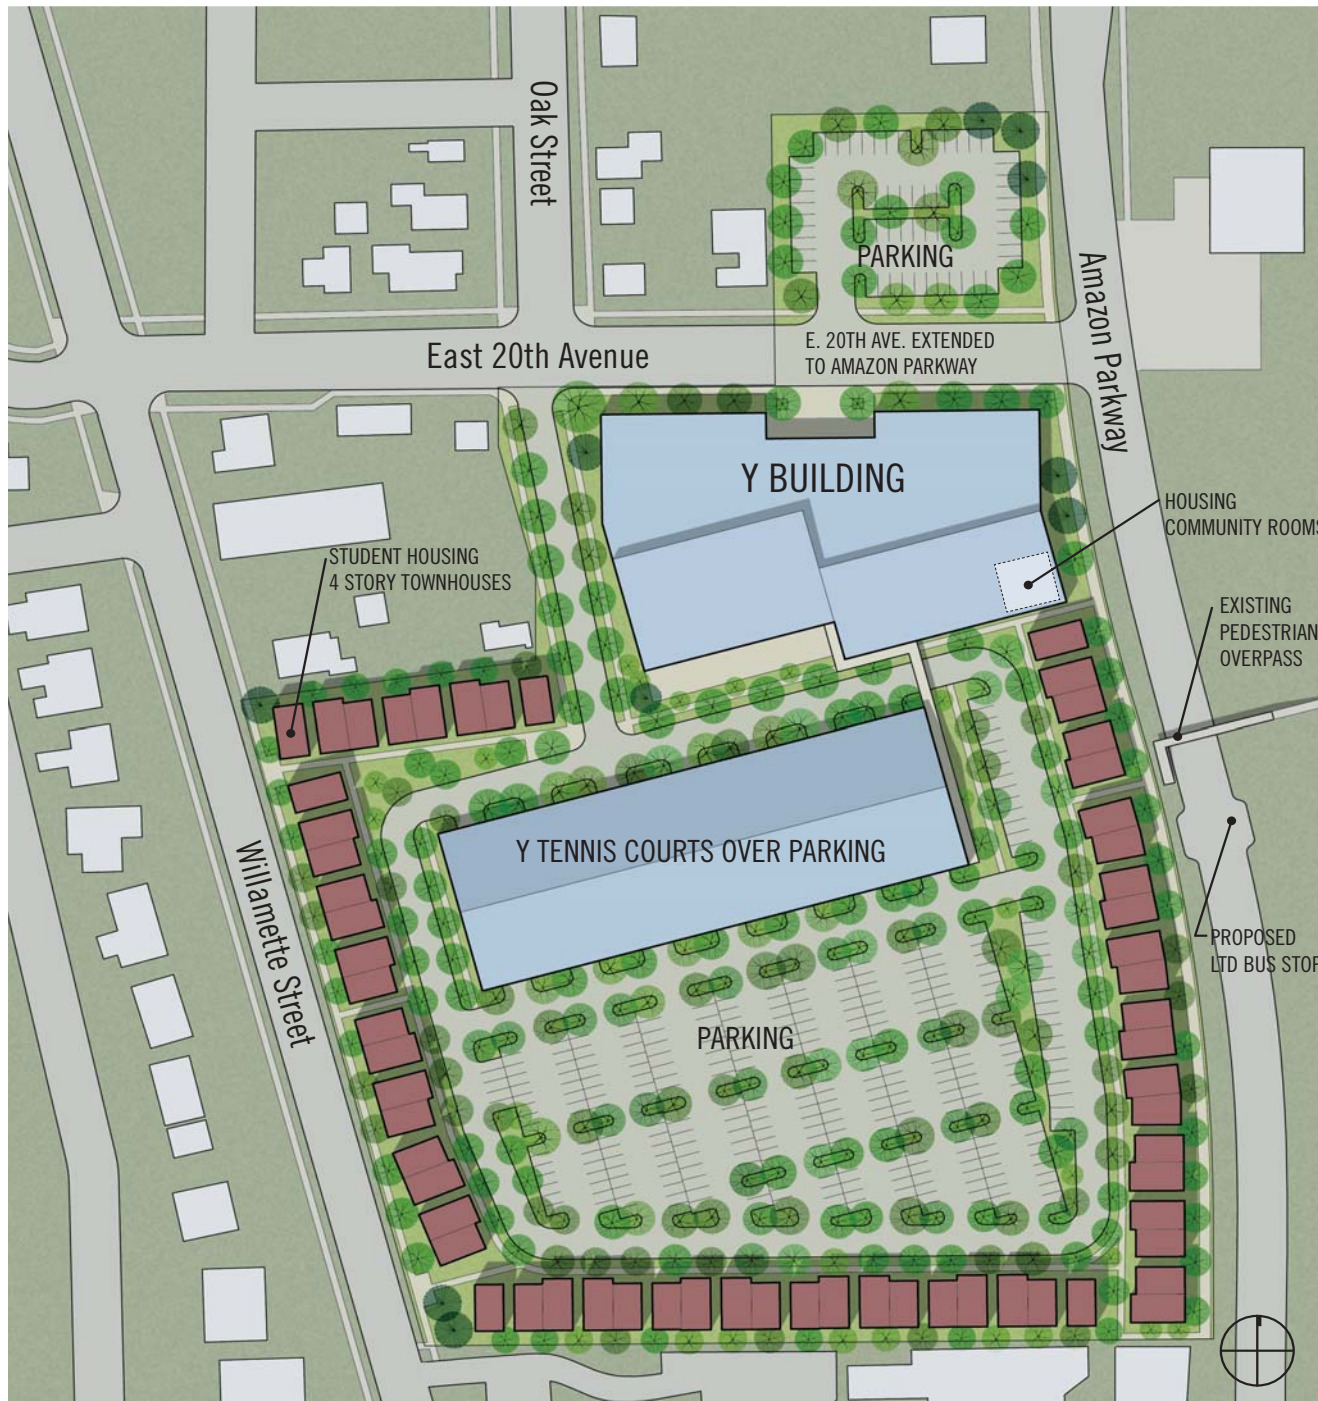 Oak Street
PARKING
Amazon Parkway
East 20th Avenue
E. 20TH AVE. EXTENDED
TO AMAZON PARKWAY
Y BUILDING
HOUSING
COMMUNITY ROOMS
STUDENT HOUSING
4 STORY TOWNHOUSES
EXISTING
PEDESTRIAN
OVERPASS
Y TENNIS COURTS OVER PARKING
Willamette Street
PROPOSED
LTD BUS STOP
PARKING